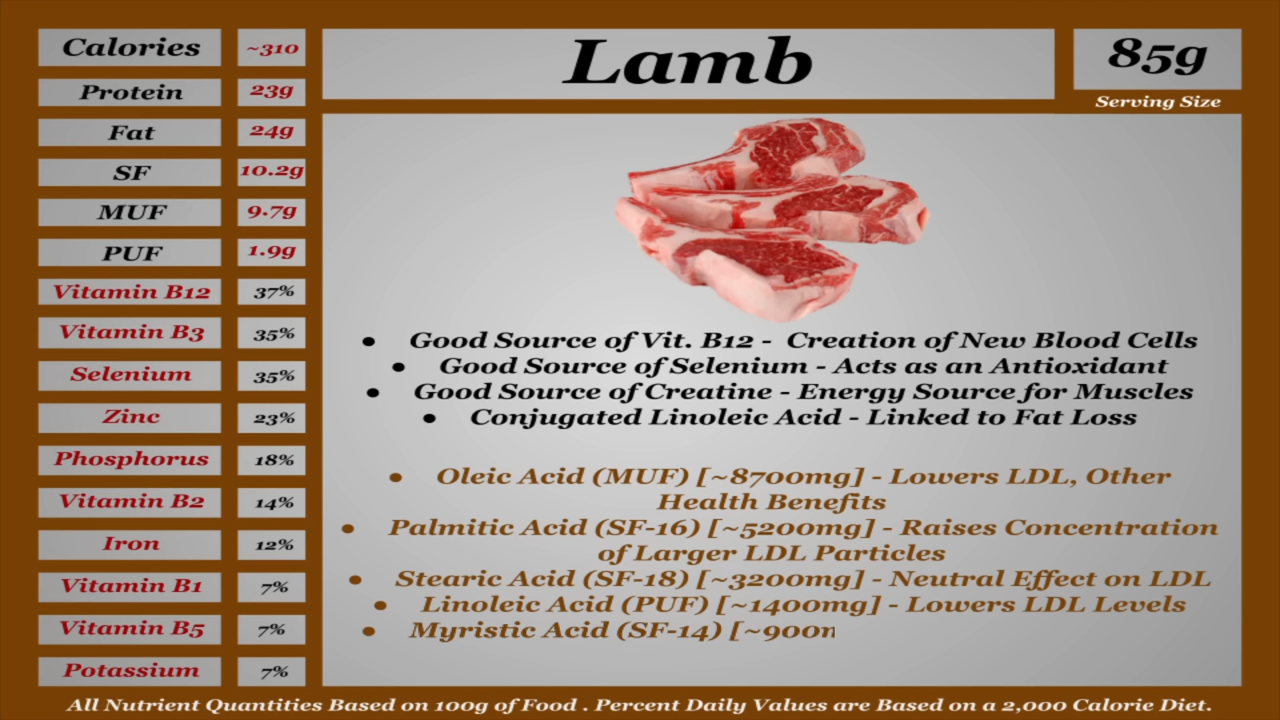 Calories ~310
Protein 23g
Fat 24g
SF 10.2g
MUF 9.7g
PUF 1.9g
Vitamin B12 37%
Vitamin B3 35%
Selenium 35%
Zinc 23%
Phosphorus 18%
Vitamin B2 14%
Iron 12%
Vitamin B1 7%
Vitamin B5 7%
Potassium 7%
Lamb
85g
Serving Size
● Good Source of Vit. B12 - Creation of New Blood Cells
● Good Source of Selenium - Acts as an Antioxidant
● Good Source of Creatine - Energy Source for Muscles
● Conjugated Linoleic Acid - Linked to Fat Loss
● Oleic Acid (MUF) [~8700mg] - Lowers LDL, Other
Health Benefits
● Palmitic Acid (SF-16) [~5200mg] - Raises Concentration
of Larger LDL Particles
● Stearic Acid (SF-18) [~3200mg] - Neutral Effect on LDL
● Linoleic Acid (PUF) [~1400mg] - Lowers LDL Levels
● Myristic Acid (SF-14) [~900
All Nutrient Quantities Based on 100g of Food . Percent Daily Values are Based on a 2,000 Calorie Diet.